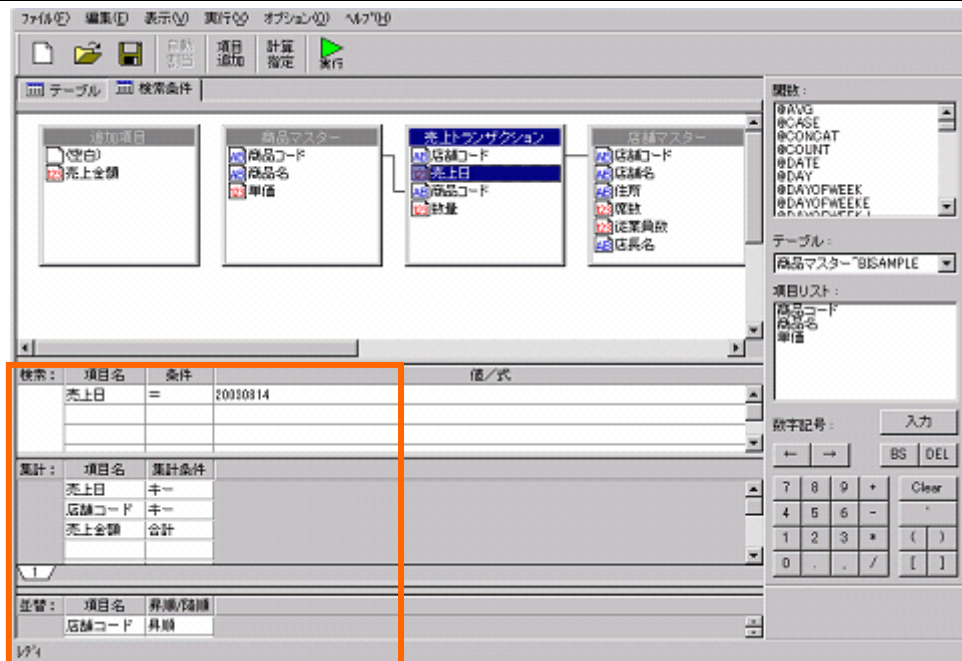 ファイル(F) 編集(E) 表示(V) 実行(X) オプション(O) ヘルプ(H)
自動割当 項目追加 計算指定 実行
テーブル 検索条件
追加項目
(空白)
売上金額
商品マスター
商品コード
商品名
単価
売上トランザクション
店舗コード
売上日
商品コード
数量
店舗マスター
店舗コード
店舗名
住所
席数
従業員数
店長名
関数：
@AVG
@CASE
@CONCAT
@COUNT
@DATE
@DAY
@DAYOFWEEK
@DAYOFWEEKE
テーブル：
商品マスター~BISAMPLE
項目リスト：
商品コード
商品名
単価
検索： 項目名 条件 値／式
売上日 = 20030314
集計： 項目名 集計条件
売上日 キー
店舗コード キー
売上金額 合計
1
並替： 項目名 昇順/降順
店舗コード 昇順
数字記号： 入力
← → BS DEL
7 8 9 + Clear
4 5 6 - '
1 2 3 * ( )
0 . , / [ ]
レディ